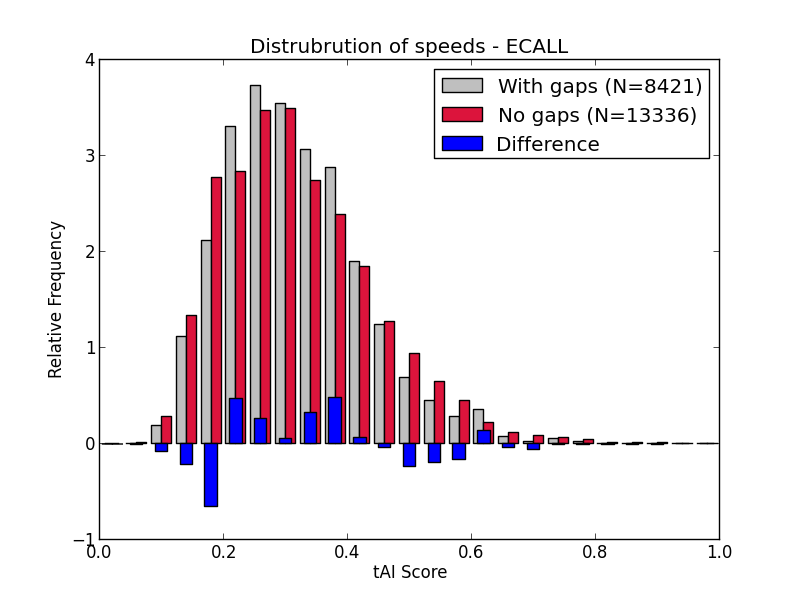 Distrubrution of speeds - ECALL
With gaps (N=8421)
No gaps (N=13336)
Difference
Relative Frequency
4
3
2
1
0
−1
0.0
0.2
0.4
0.6
0.8
1.0
tAI Score